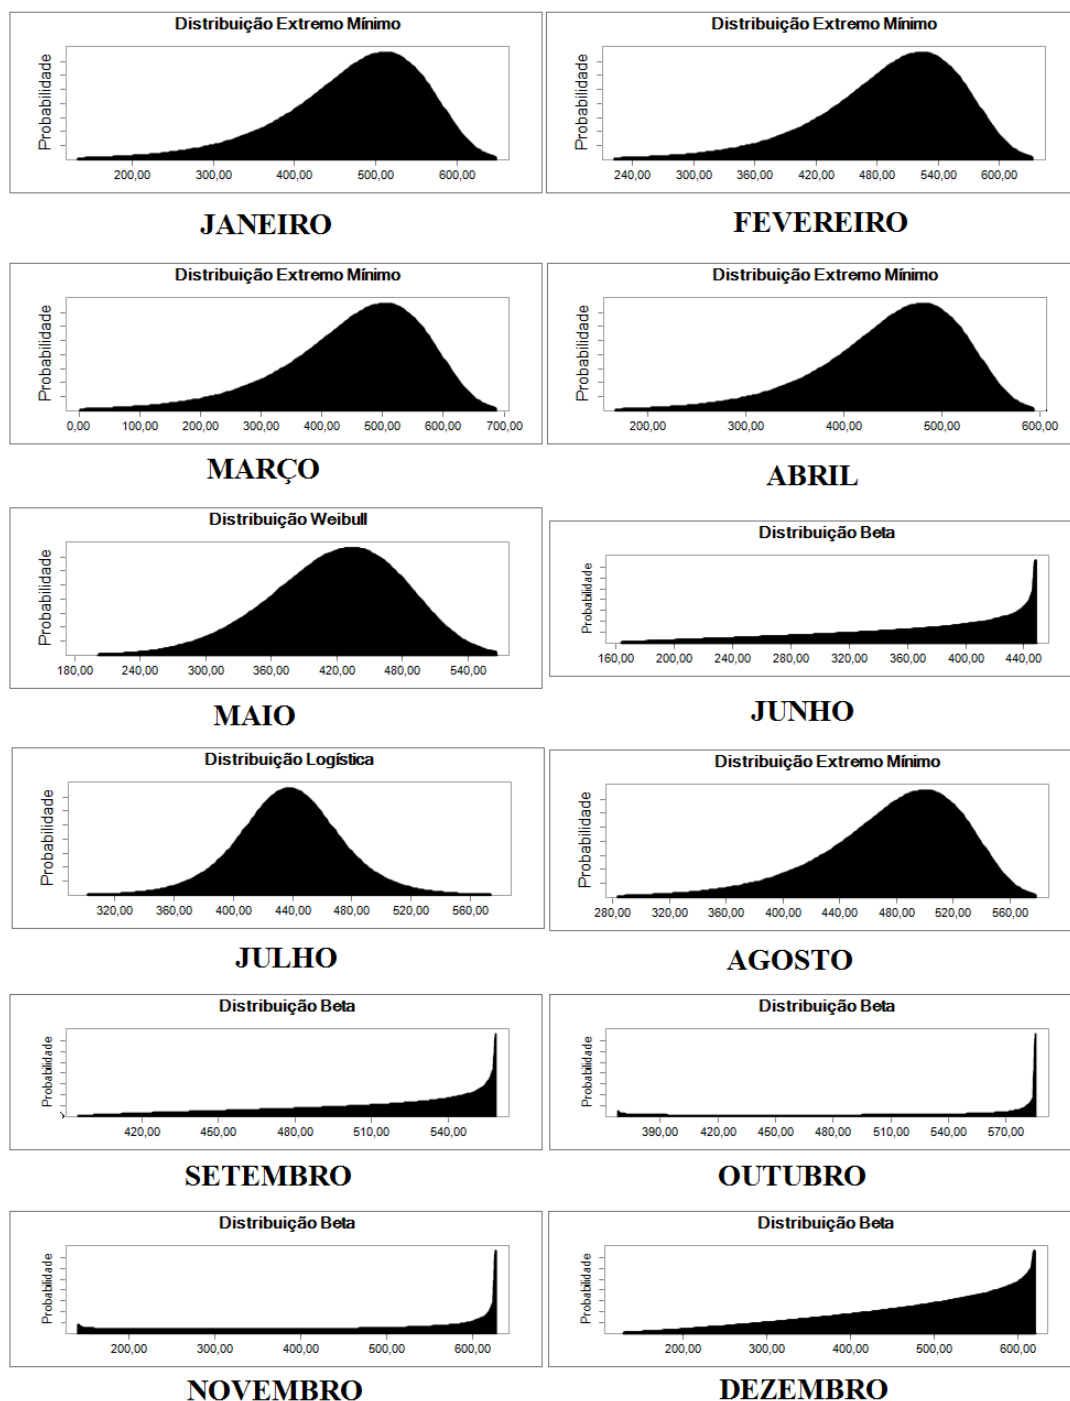 Distribuição Extremo Mínimo
Probabilidade
200,00 300,00 400,00 500,00 600,00
JANEIRO
Distribuição Extremo Mínimo
Probabilidade
240,00 300,00 360,00 420,00 480,00 540,00 600,00
FEVEREIRO
Distribuição Extremo Mínimo
Probabilidade
0,00 100,00 200,00 300,00 400,00 500,00 600,00 700,00
MARÇO
Distribuição Extremo Mínimo
Probabilidade
200,00 300,00 400,00 500,00 600,00
ABRIL
Distribuição Weibull
Probabilidade
180,00 240,00 300,00 360,00 420,00 480,00 540,00
MAIO
Distribuição Beta
Probabilidade
160,00 200,00 240,00 280,00 320,00 360,00 400,00 440,00
JUNHO
Distribuição Logística
Probabilidade
320,00 360,00 400,00 440,00 480,00 520,00 560,00
JULHO
Distribuição Extremo Mínimo
Probabilidade
280,00 320,00 360,00 400,00 440,00 480,00 520,00 560,00
AGOSTO
Distribuição Beta
Probabilidade
420,00 450,00 480,00 510,00 540,00
SETEMBRO
Distribuição Beta
Probabilidade
390,00 420,00 450,00 480,00 510,00 540,00 570,00
OUTUBRO
Distribuição Beta
Probabilidade
200,00 300,00 400,00 500,00 600,00
NOVEMBRO
Distribuição Beta
Probabilidade
200,00 300,00 400,00 500,00 600,00
DEZEMBRO